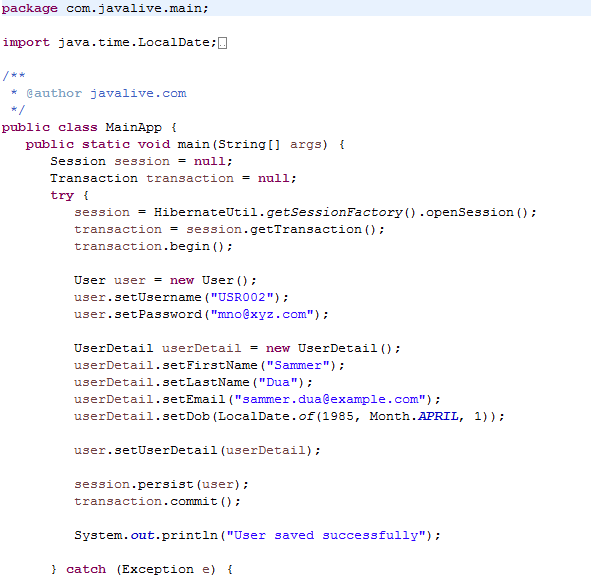 package com.javalive.main;
import java.time.LocalDate;
/**
 * @author javalive.com
 */
public class MainApp {
   public static void main(String[] args) {
      Session session = null;
      Transaction transaction = null;
      try {
         session = HibernateUtil.getSessionFactory().openSession();
         transaction = session.getTransaction();
         transaction.begin();
         User user = new User();
         user.setUsername("USR002");
         user.setPassword("mno@xyz.com");
         UserDetail userDetail = new UserDetail();
         userDetail.setFirstName("Sammer");
         userDetail.setLastName("Dua");
         userDetail.setEmail("sammer.dua@example.com");
         userDetail.setDob(LocalDate.of(1985, Month.APRIL, 1));
         user.setUserDetail(userDetail);
         session.persist(user);
         transaction.commit();
         System.out.println("User saved successfully");
      } catch (Exception e) {